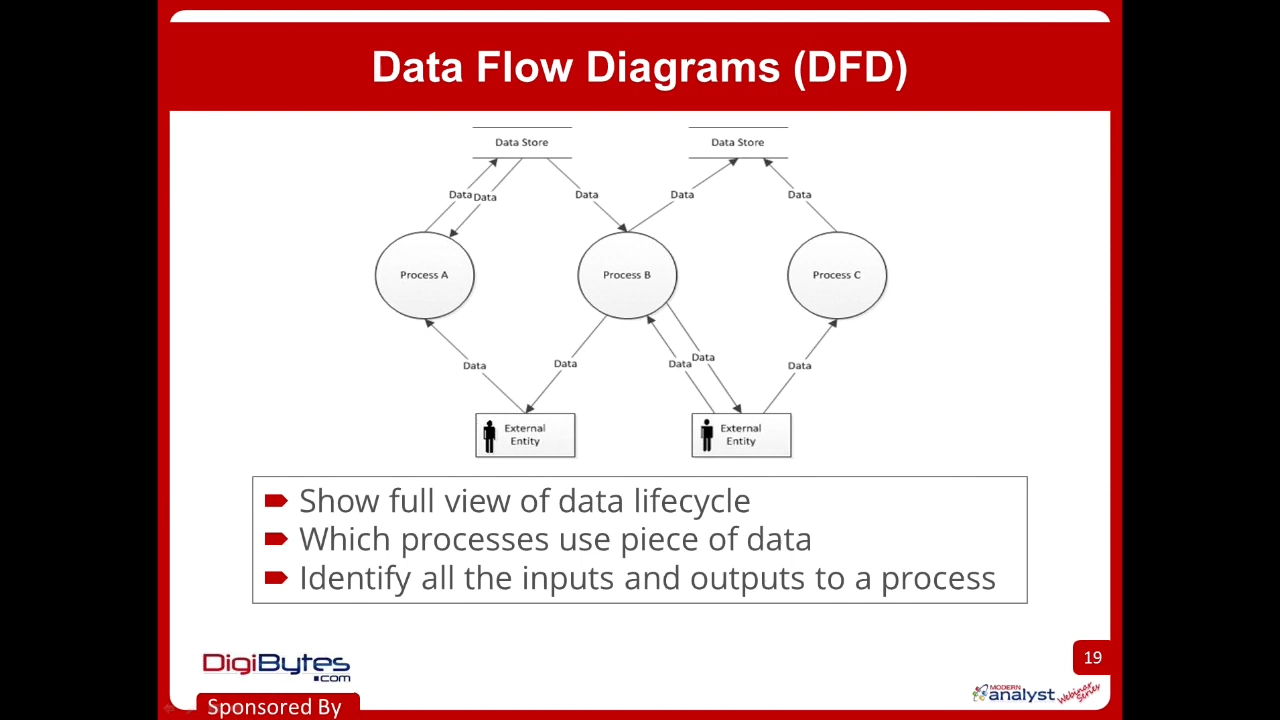 Data Flow Diagrams (DFD)
Data Store
Data Store
Data
Data
Data
Data
Data
Process A
Process B
Process C
Data
Data
Data
Data
Data
External
Entity
External
Entity
Show full view of data lifecycle
Which processes use piece of data
Identify all the inputs and outputs to a process
DigiBytes
.com
19
MODERN
analyst
Webinar
Series
Sponsored By